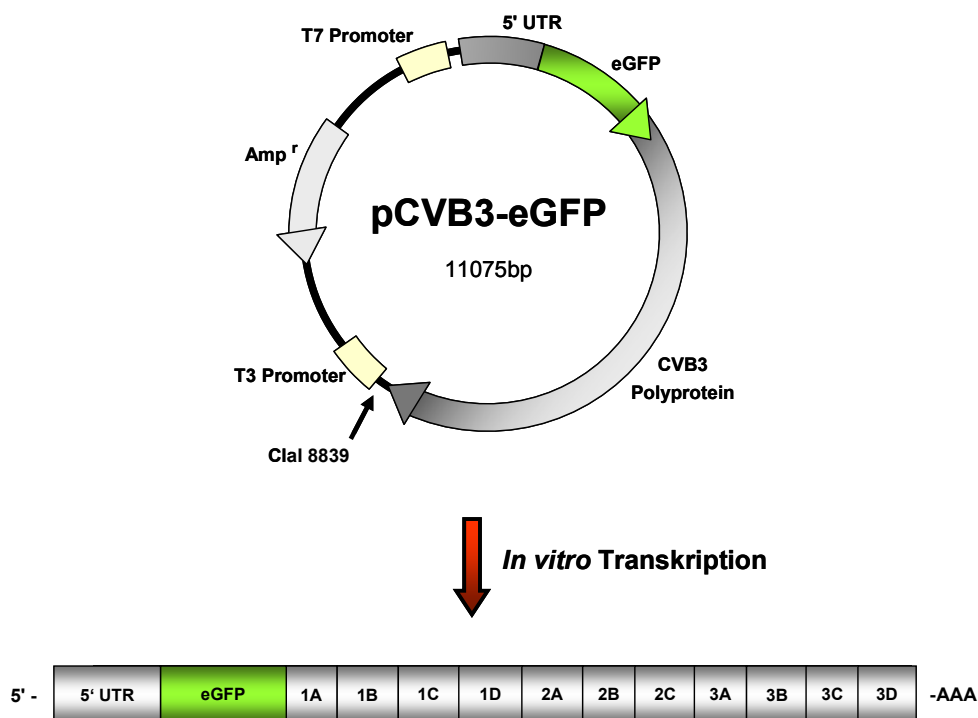 5' UTR
T7 Promoter
eGFP
Amp r
pCVB3-eGFP
11075bp
T3 Promoter
CVB3
Polyprotein
ClaI 8839
In vitro Transkription
5' - 5‘ UTR eGFP 1A 1B 1C 1D 2A 2B 2C 3A 3B 3C 3D -AAA